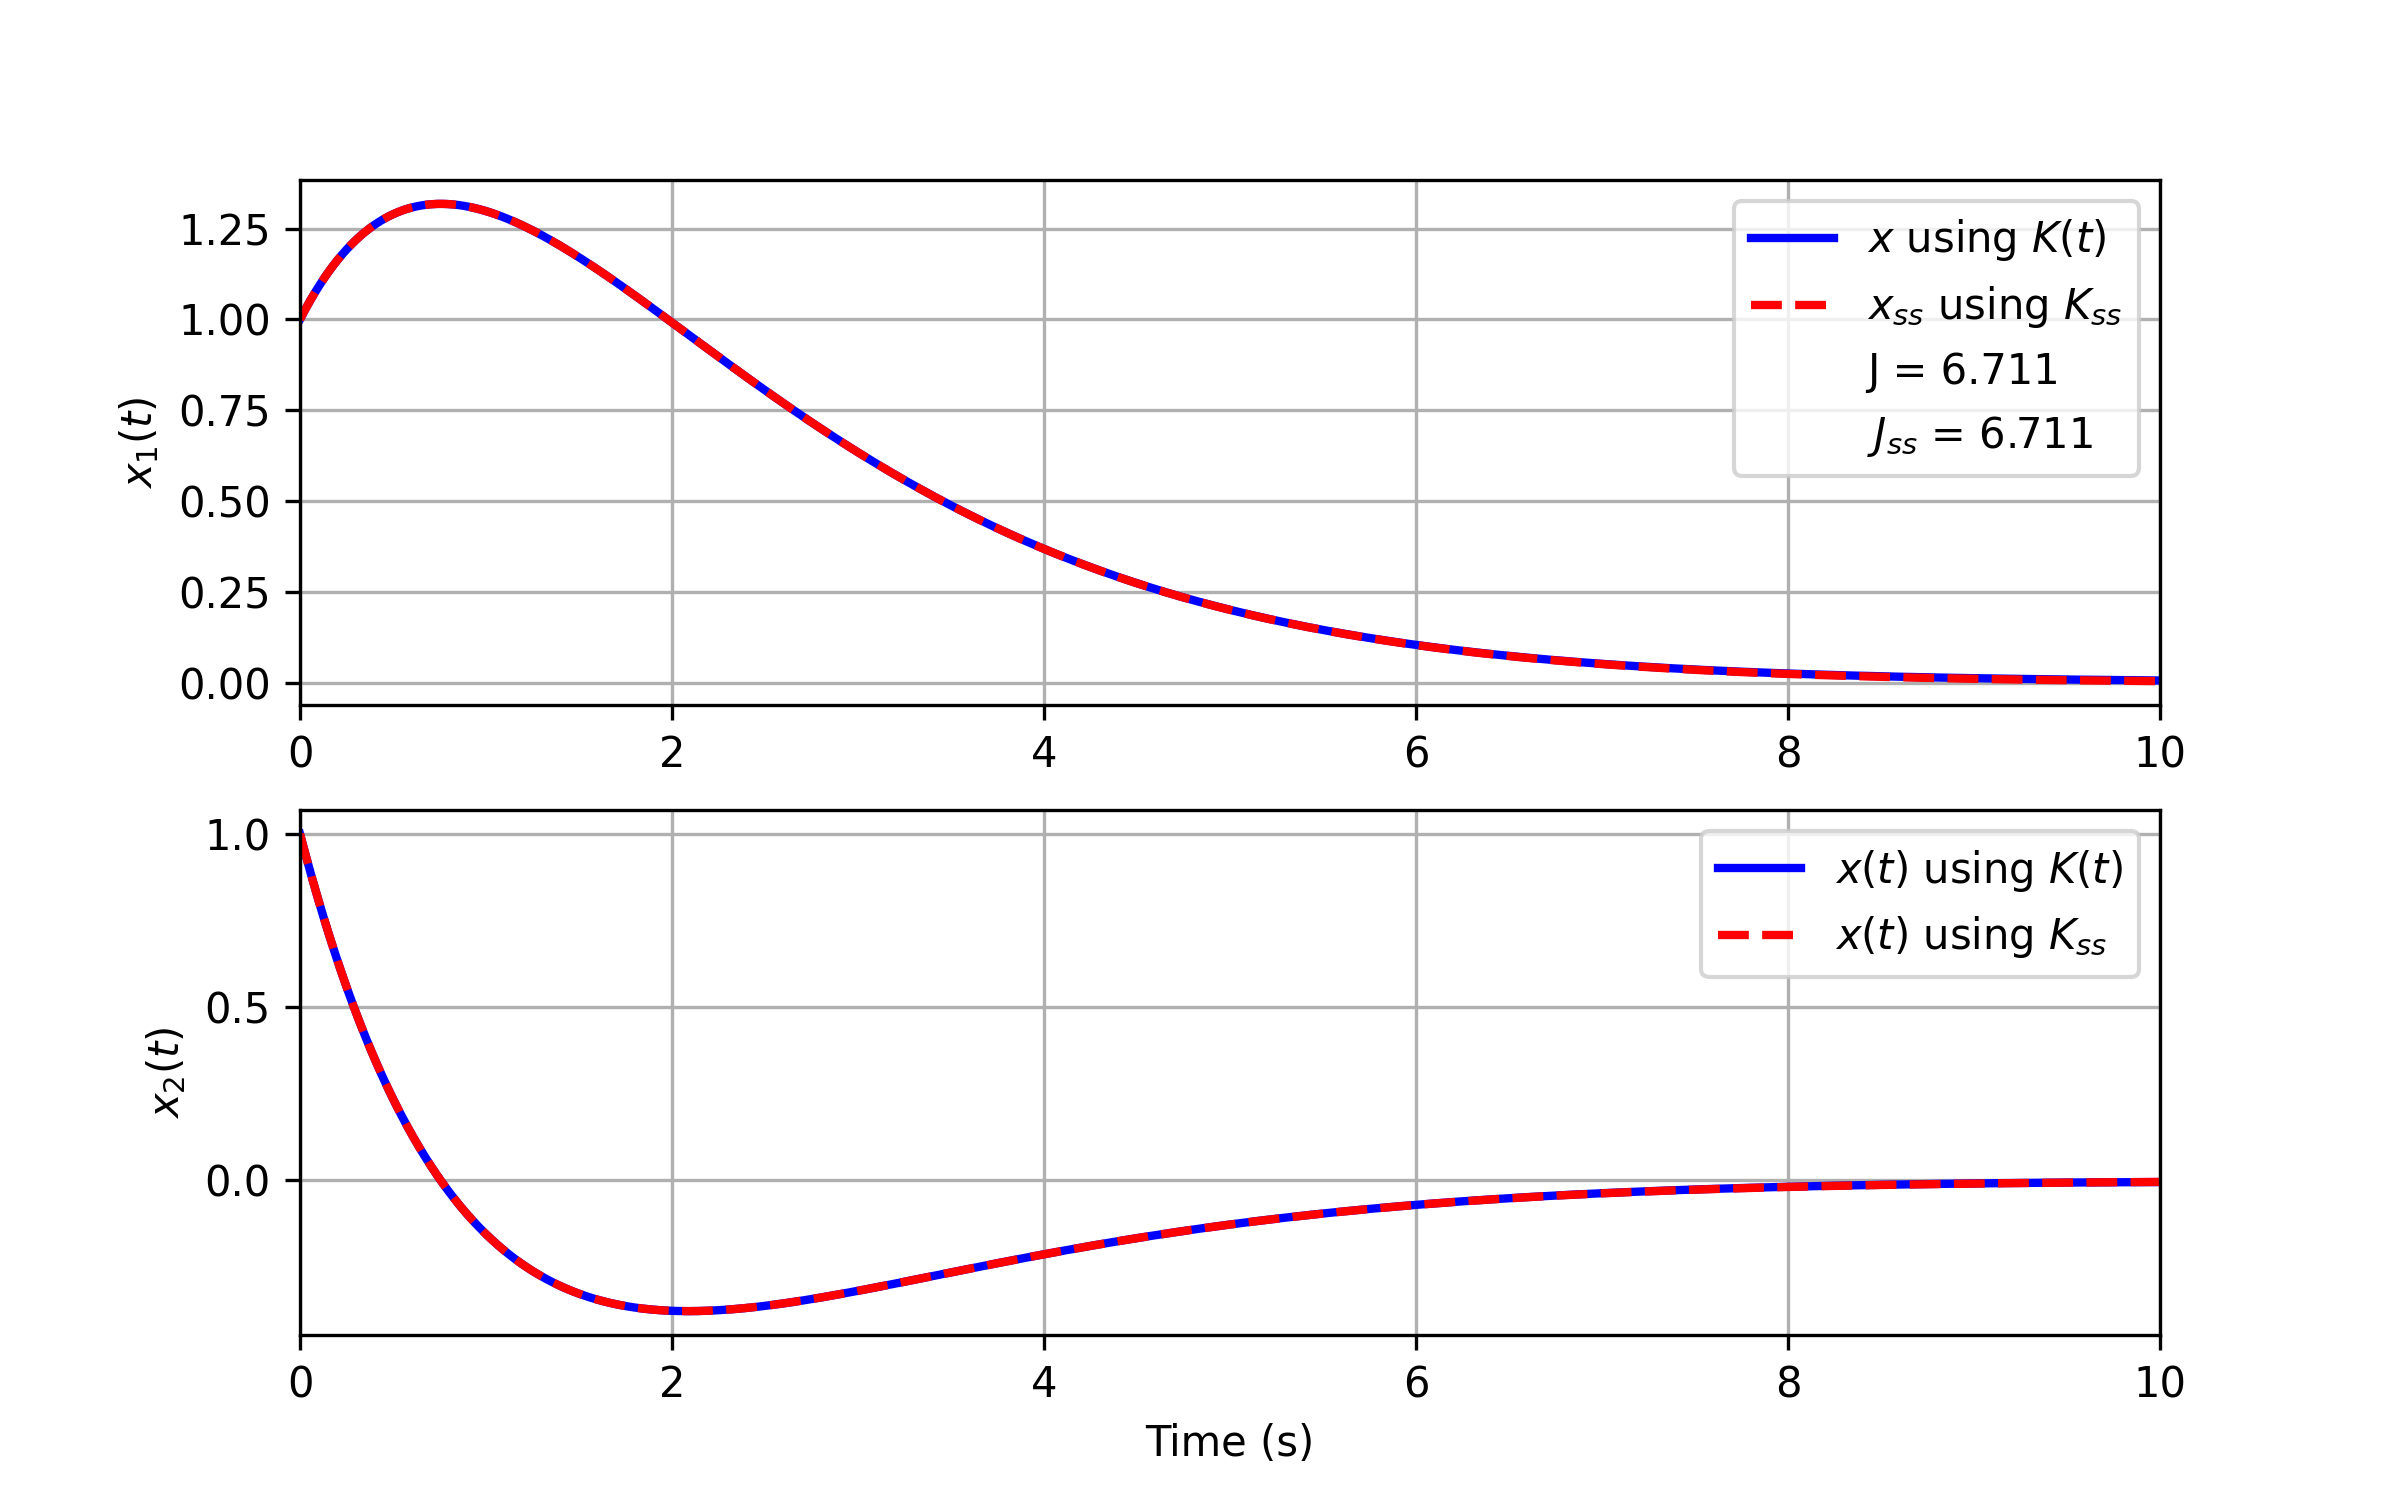 1.25
1.00
0.75
0.50
0.25
0.00
x₁(t)
x using K(t)
xₛₛ using Kₛₛ
J = 6.711
Jₛₛ = 6.711
0 2 4 6 8 10
1.0
0.5
0.0
x₂(t)
x(t) using K(t)
x(t) using Kₛₛ
0 2 4 6 8 10
Time (s)